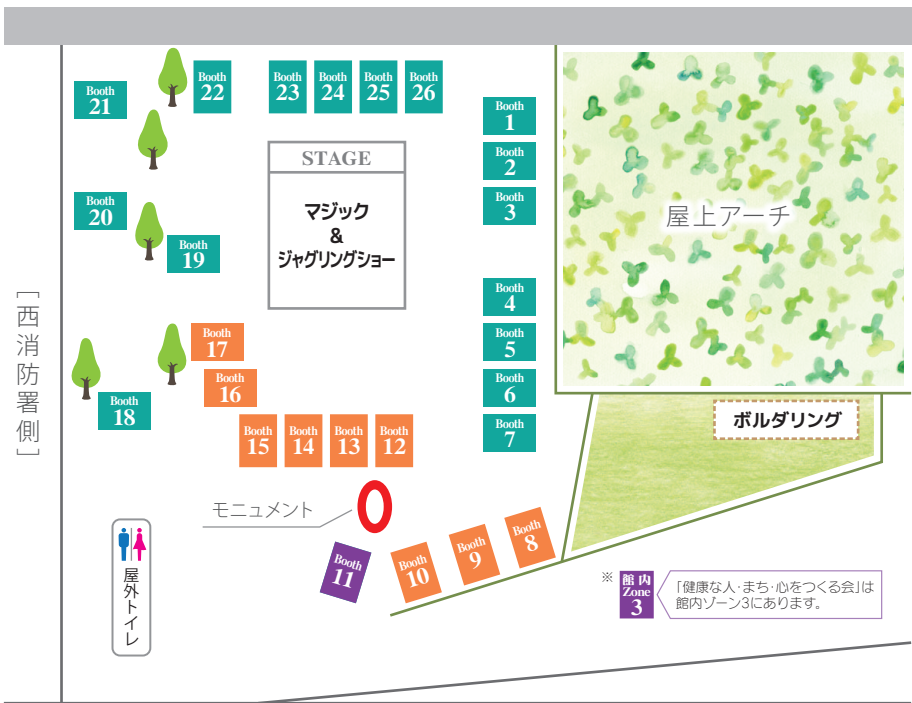 Booth
21
Booth
22
Booth
23
Booth
24
Booth
25
Booth
26
Booth
1
Booth
2
Booth
3
Booth
20
Booth
19
STAGE
マジック
&
ジャグリングショー
屋上アーチ
Booth
4
Booth
5
Booth
6
Booth
7
[西消防署側]
Booth
17
Booth
16
Booth
18
Booth
15
Booth
14
Booth
13
Booth
12
ボルダリング
モニュメント
Booth
11
Booth
10
Booth
9
Booth
8
屋外トイレ
※
館内
Zone
3
「健康な人・まち・心をつくる会」は
館内ゾーン3にあります。